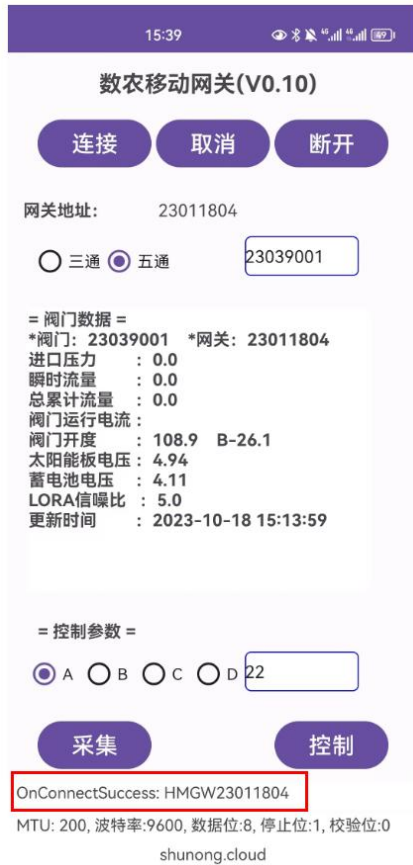 15:39
4G 4G 89
数农移动网关(V0.10)
连接 取消 断开
网关地址: 23011804
三通 五通 23039001
= 阀门数据 =
*阀门: 23039001 *网关: 23011804
进口压力 : 0.0
瞬时流量 : 0.0
总累计流量 : 0.0
阀门运行电流 :
阀门开度 : 108.9 B-26.1
太阳能板电压 : 4.94
蓄电池电压 : 4.11
LORA信噪比 : 5.0
更新时间 : 2023-10-18 15:13:59
= 控制参数 =
A B C D 22
采集 控制
OnConnectSuccess: HMGW23011804
MTU: 200, 波特率:9600, 数据位:8, 停止位:1, 校验位:0
shunong.cloud